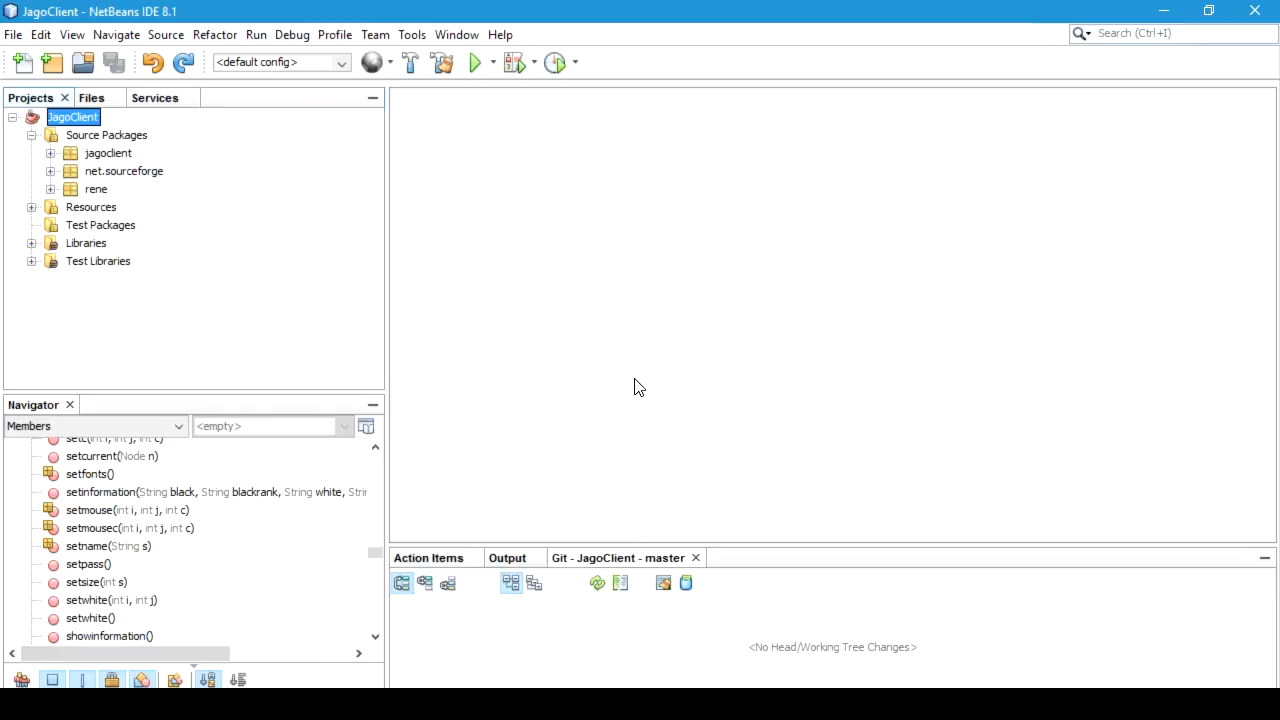 JagoClient - NetBeans IDE 8.1
File Edit View Navigate Source Refactor Run Debug Profile Team Tools Window Help
Search (Ctrl+I)
<default config>
Projects Files Services
JagoClient
Source Packages
jagoclient
net.sourceforge
rene
Resources
Test Packages
Libraries
Test Libraries
Navigator
Members <empty>
setc(int i, int j, int c)
setcurrent(Node n)
setfonts()
setinformation(String black, String blackrank, String white, Strir
setmouse(int i, int j, int c)
setmousec(int i, int j, int c)
setname(String s)
setpass()
setsize(int s)
setwhite(int i, int j)
setwhite()
showinformation()
Action Items Output Git - JagoClient - master
<No Head/Working Tree Changes>